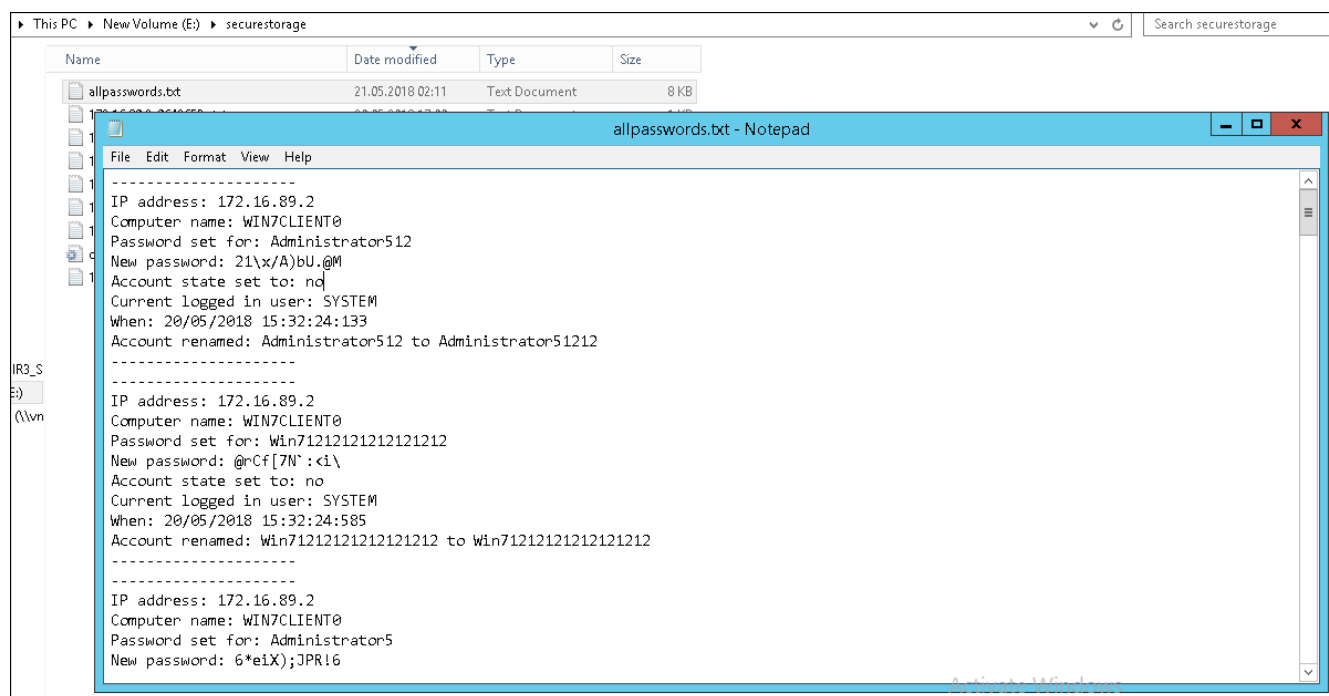 This PC ▸ New Volume (E:) ▸ securestorage
Search securestorage
Name Date modified Type Size
allpasswords.txt 21.05.2018 02:11 Text Document 8 KB
allpasswords.txt - Notepad
File Edit Format View Help
---------------------
IP address: 172.16.89.2
Computer name: WIN7CLIENT0
Password set for: Administrator512
New password: 21\x/A)bU.@M
Account state set to: no
Current logged in user: SYSTEM
When: 20/05/2018 15:32:24:133
Account renamed: Administrator512 to Administrator51212
---------------------
---------------------
IP address: 172.16.89.2
Computer name: WIN7CLIENT0
Password set for: Win71212121212121212
New password: @rCf[7N`:<i\
Account state set to: no
Current logged in user: SYSTEM
When: 20/05/2018 15:32:24:585
Account renamed: Win71212121212121212 to Win71212121212121212
---------------------
---------------------
IP address: 172.16.89.2
Computer name: WIN7CLIENT0
Password set for: Administrator5
New password: 6*eiX);JPR!6
IR3_S
E:)
(\\vn
Activate Windows